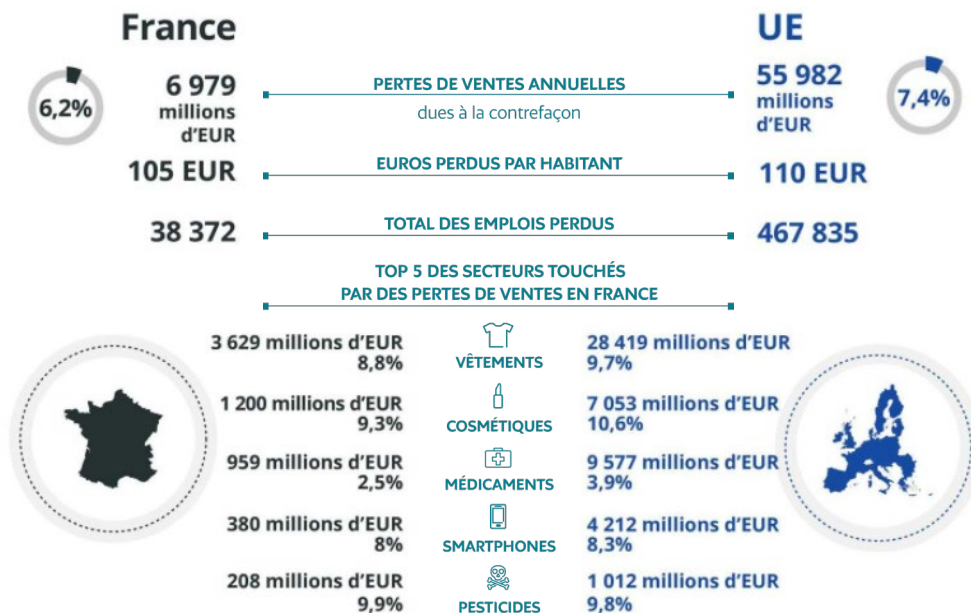 France
UE
6,2%
6 979
millions
d’EUR
PERTES DE VENTES ANNUELLES
dues à la contrefaçon
55 982
millions
d’EUR
7,4%
105 EUR
EUROS PERDUS PAR HABITANT
110 EUR
38 372
TOTAL DES EMPLOIS PERDUS
467 835
TOP 5 DES SECTEURS TOUCHÉS
PAR DES PERTES DE VENTES EN FRANCE
3 629 millions d’EUR
8,8%
VÊTEMENTS
28 419 millions d’EUR
9,7%
1 200 millions d’EUR
9,3%
COSMÉTIQUES
7 053 millions d’EUR
10,6%
959 millions d’EUR
2,5%
MÉDICAMENTS
9 577 millions d’EUR
3,9%
380 millions d’EUR
8%
SMARTPHONES
4 212 millions d’EUR
8,3%
208 millions d’EUR
9,9%
PESTICIDES
1 012 millions d’EUR
9,8%